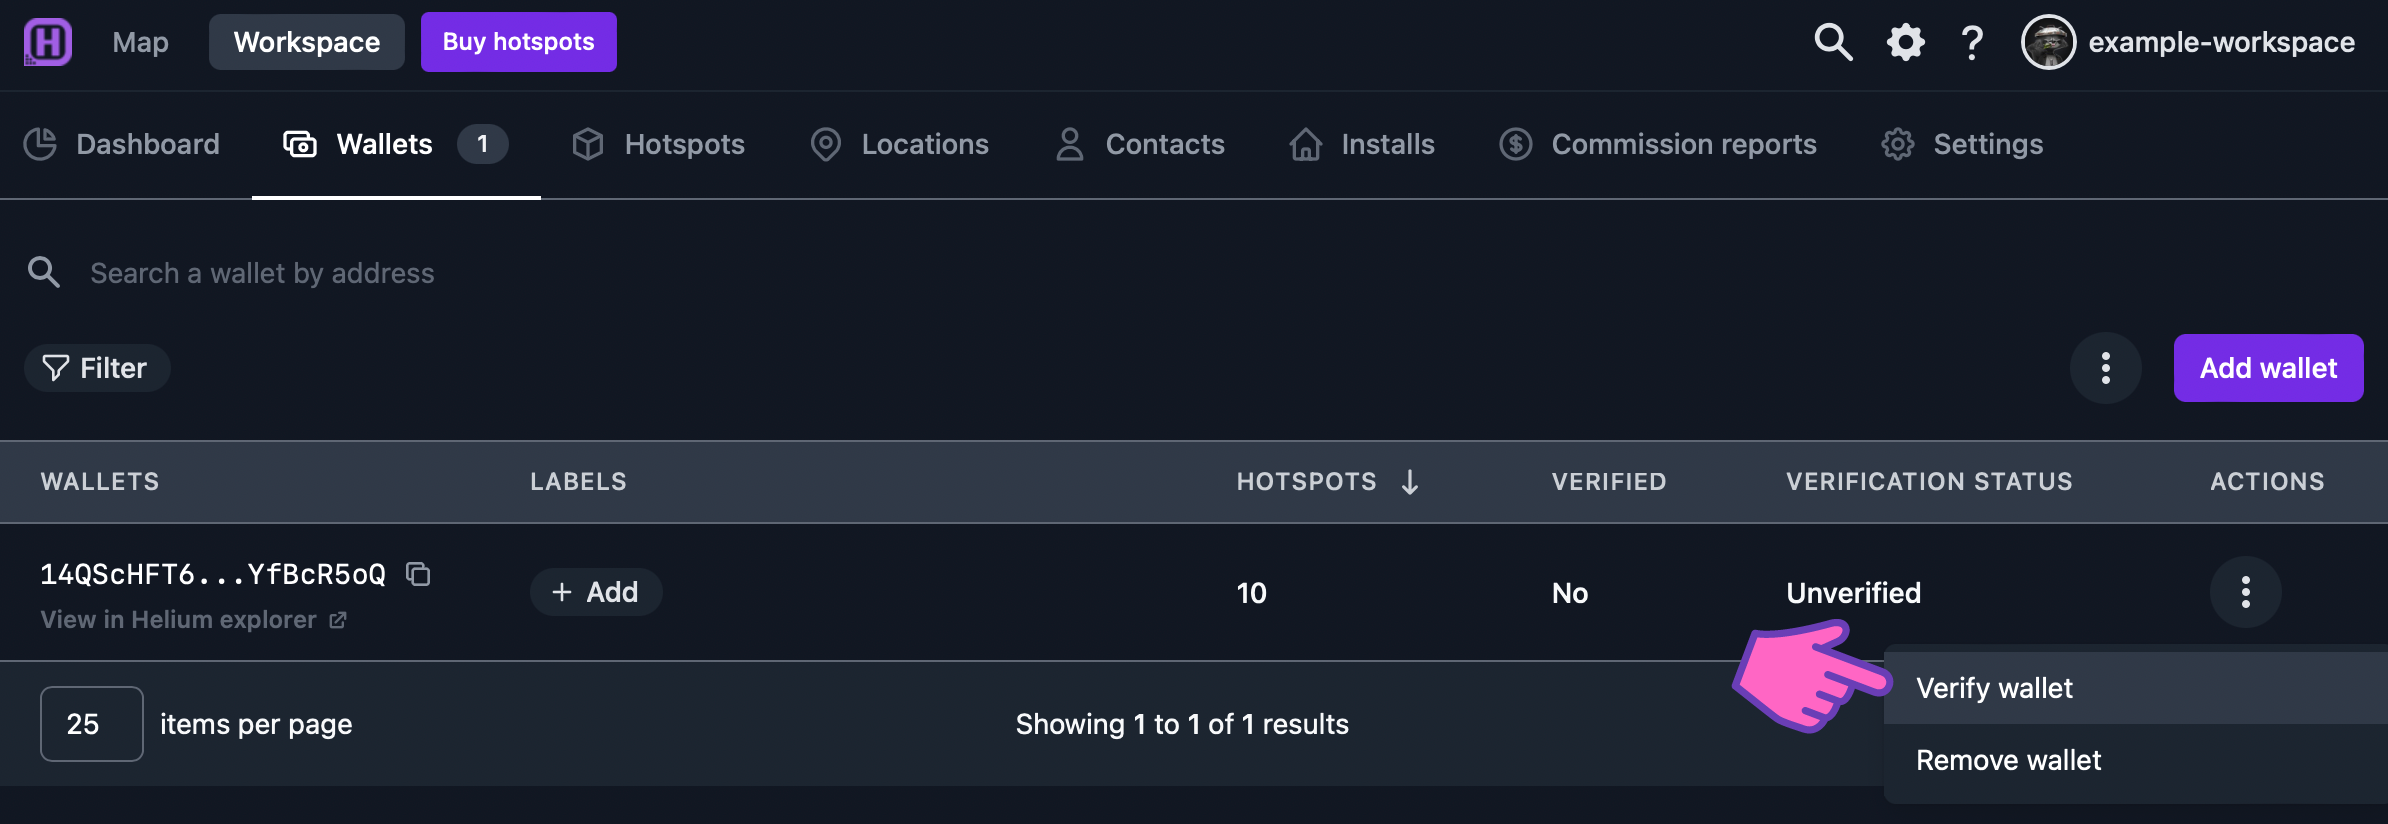 H Map Workspace Buy hotspots ? example-workspace
Dashboard Wallets 1 Hotspots Locations Contacts Installs $ Commission reports Settings
Search a wallet by address
Filter Add wallet
WALLETS LABELS HOTSPOTS ↓ VERIFIED VERIFICATION STATUS ACTIONS
14QScHFT6...YfBcR5oQ
+ Add 10 No Unverified
View in Helium explorer
Verify wallet
25 items per page Showing 1 to 1 of 1 results
Remove wallet